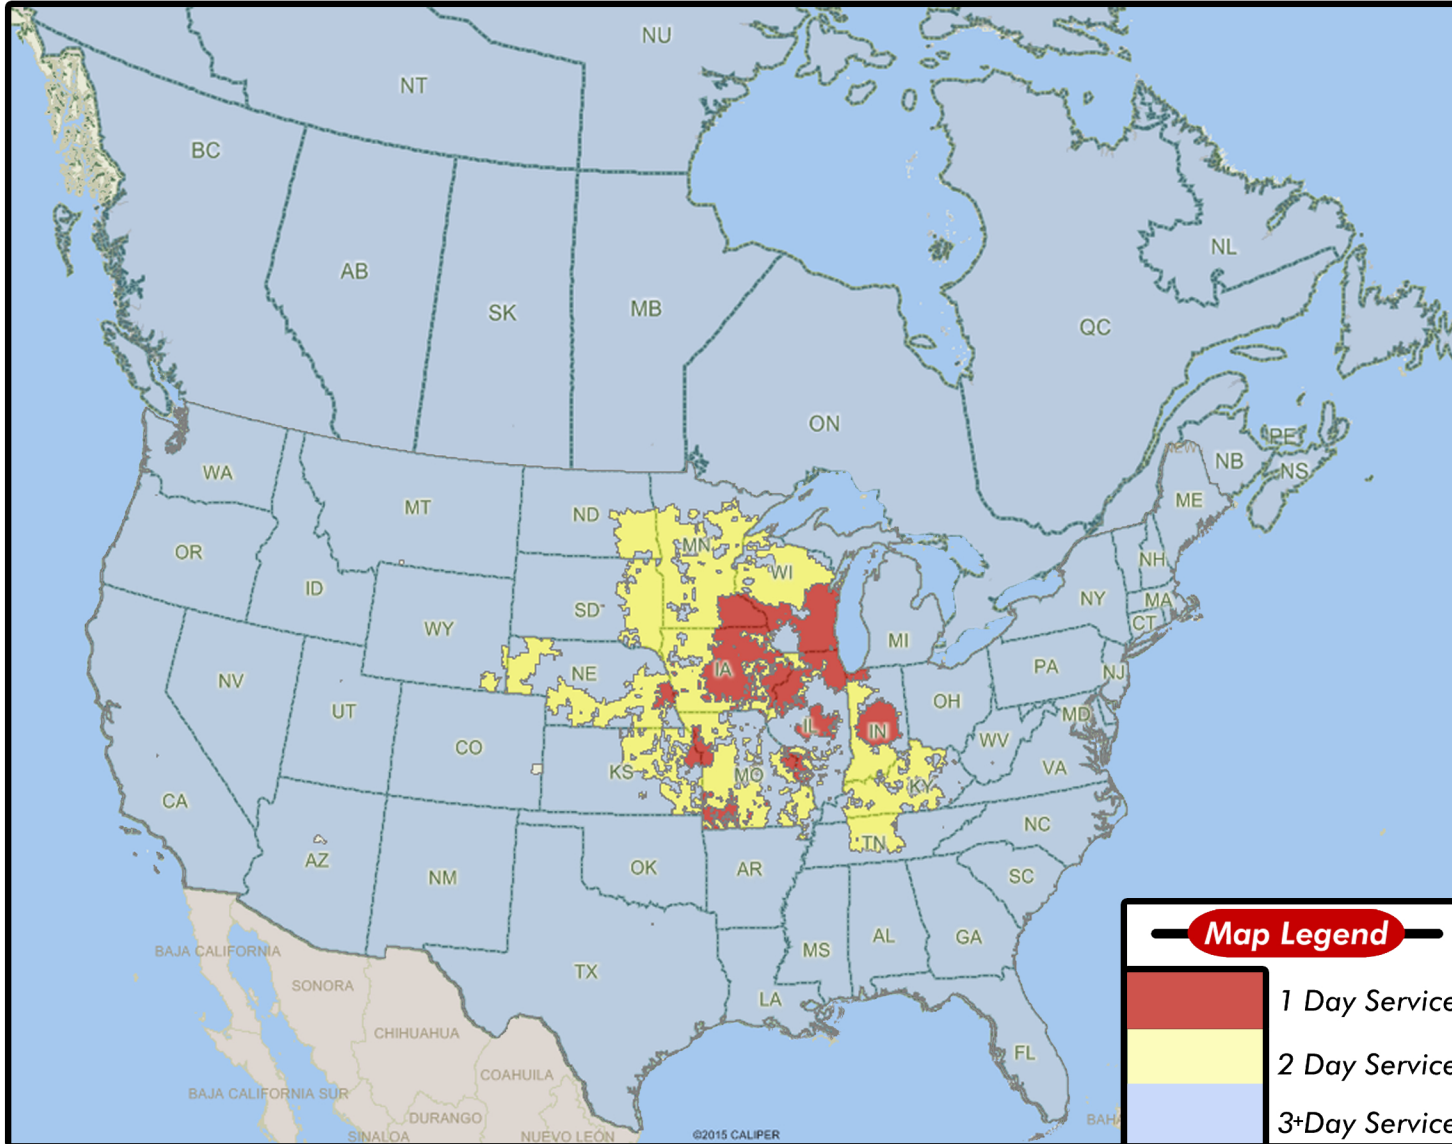 NU
NT
BC
NL
AB
MB
SK
QC
ON
PE
NB
NS
WA
ME
MT
ND
MN
OR
NH
WI
ID
NY
MA
SD
CT
WY
MI
PA
IA
NJ
NE
NV
OH
UT
MD
IL
IN
WV
CO
VA
KS
MO
KY
CA
NC
TN
AZ
OK
AR
SC
NM
AL
GA
MS
BAJA CALIFORNIA
TX
SONORA
LA
CHIHUAHUA
FL
COAHUILA
BAJA CALIFORNIA SUR
DURANGO
SINALOA
NUEVO LEÓN
BAHA
©2015 CALIPER
Map Legend
1 Day Service
2 Day Service
3+Day Service